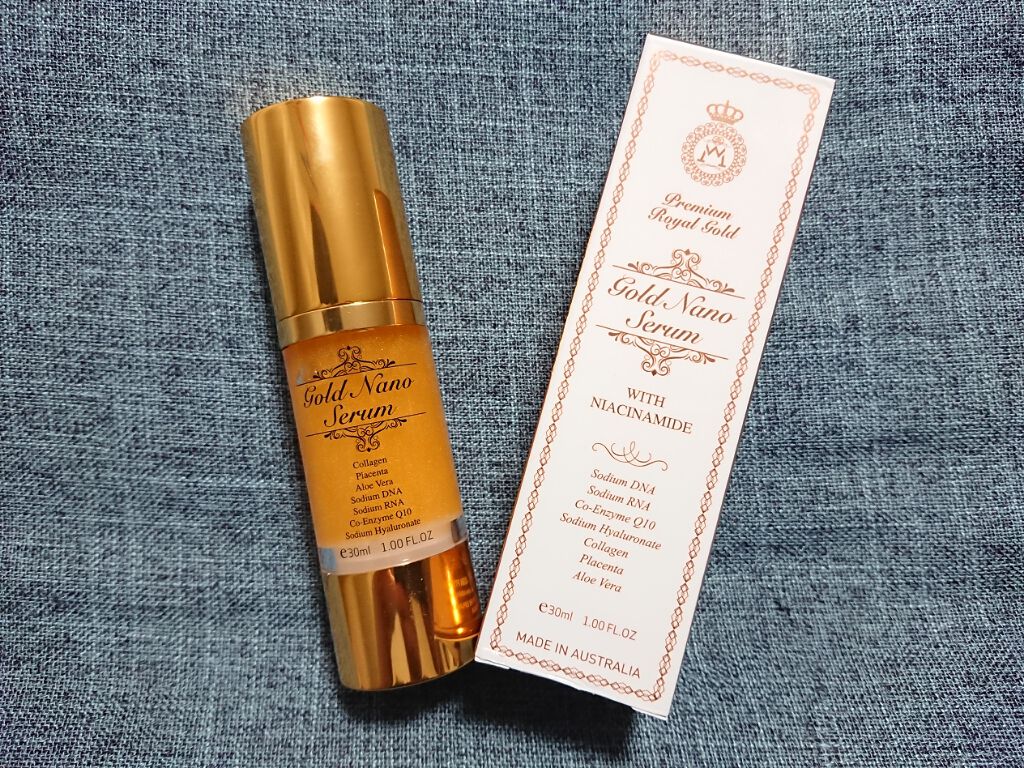 Gold Nano
Serum
Collagen
Placenta
Aloe Vera
Sodium DNA
Sodium RNA
Co-Enzyme Q10
Sodium Hyaluronate
℮30ml 1.00 FL.OZ
M
Premium
Royal Gold
Gold Nano
Serum
WITH
NIACINAMIDE
Sodium DNA
Sodium RNA
Co-Enzyme Q10
Sodium Hyaluronate
Collagen
Placenta
Aloe Vera
℮30ml 1.00 FL.OZ
MADE IN AUSTRALIA